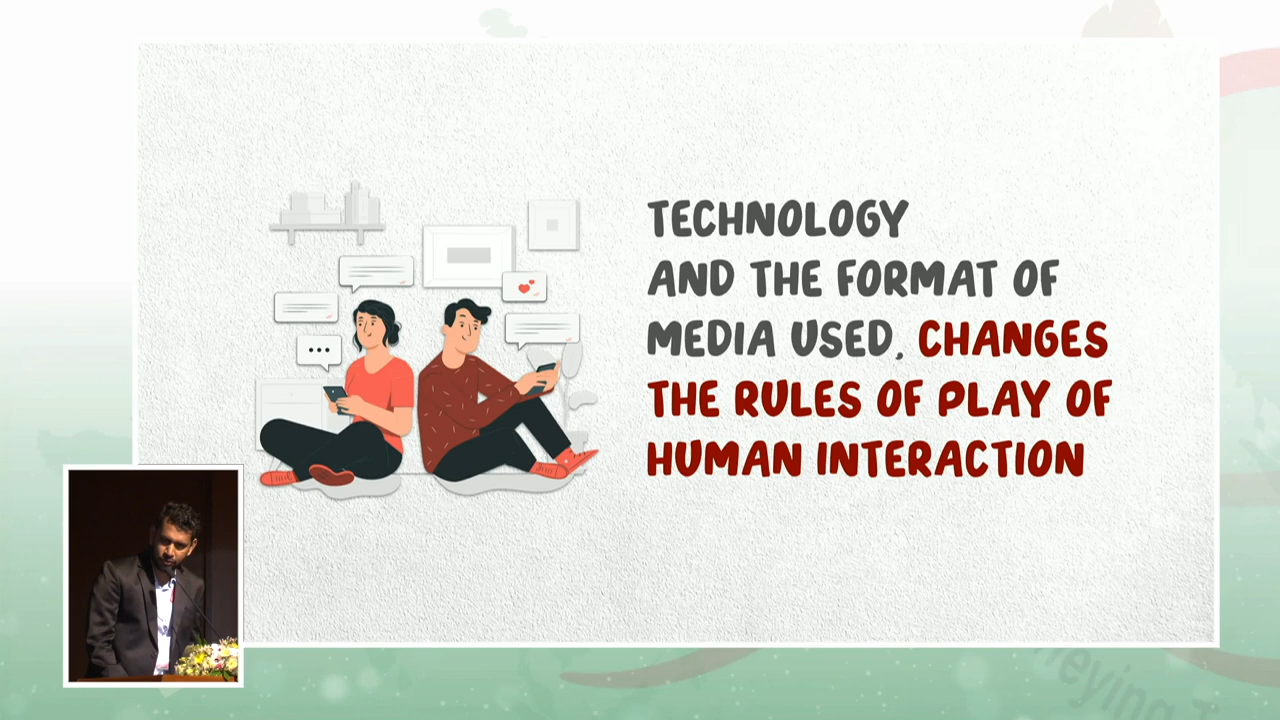 TECHNOLOGY
AND THE FORMAT OF
MEDIA USED, CHANGES
THE RULES OF PLAY OF
HUMAN INTERACTION